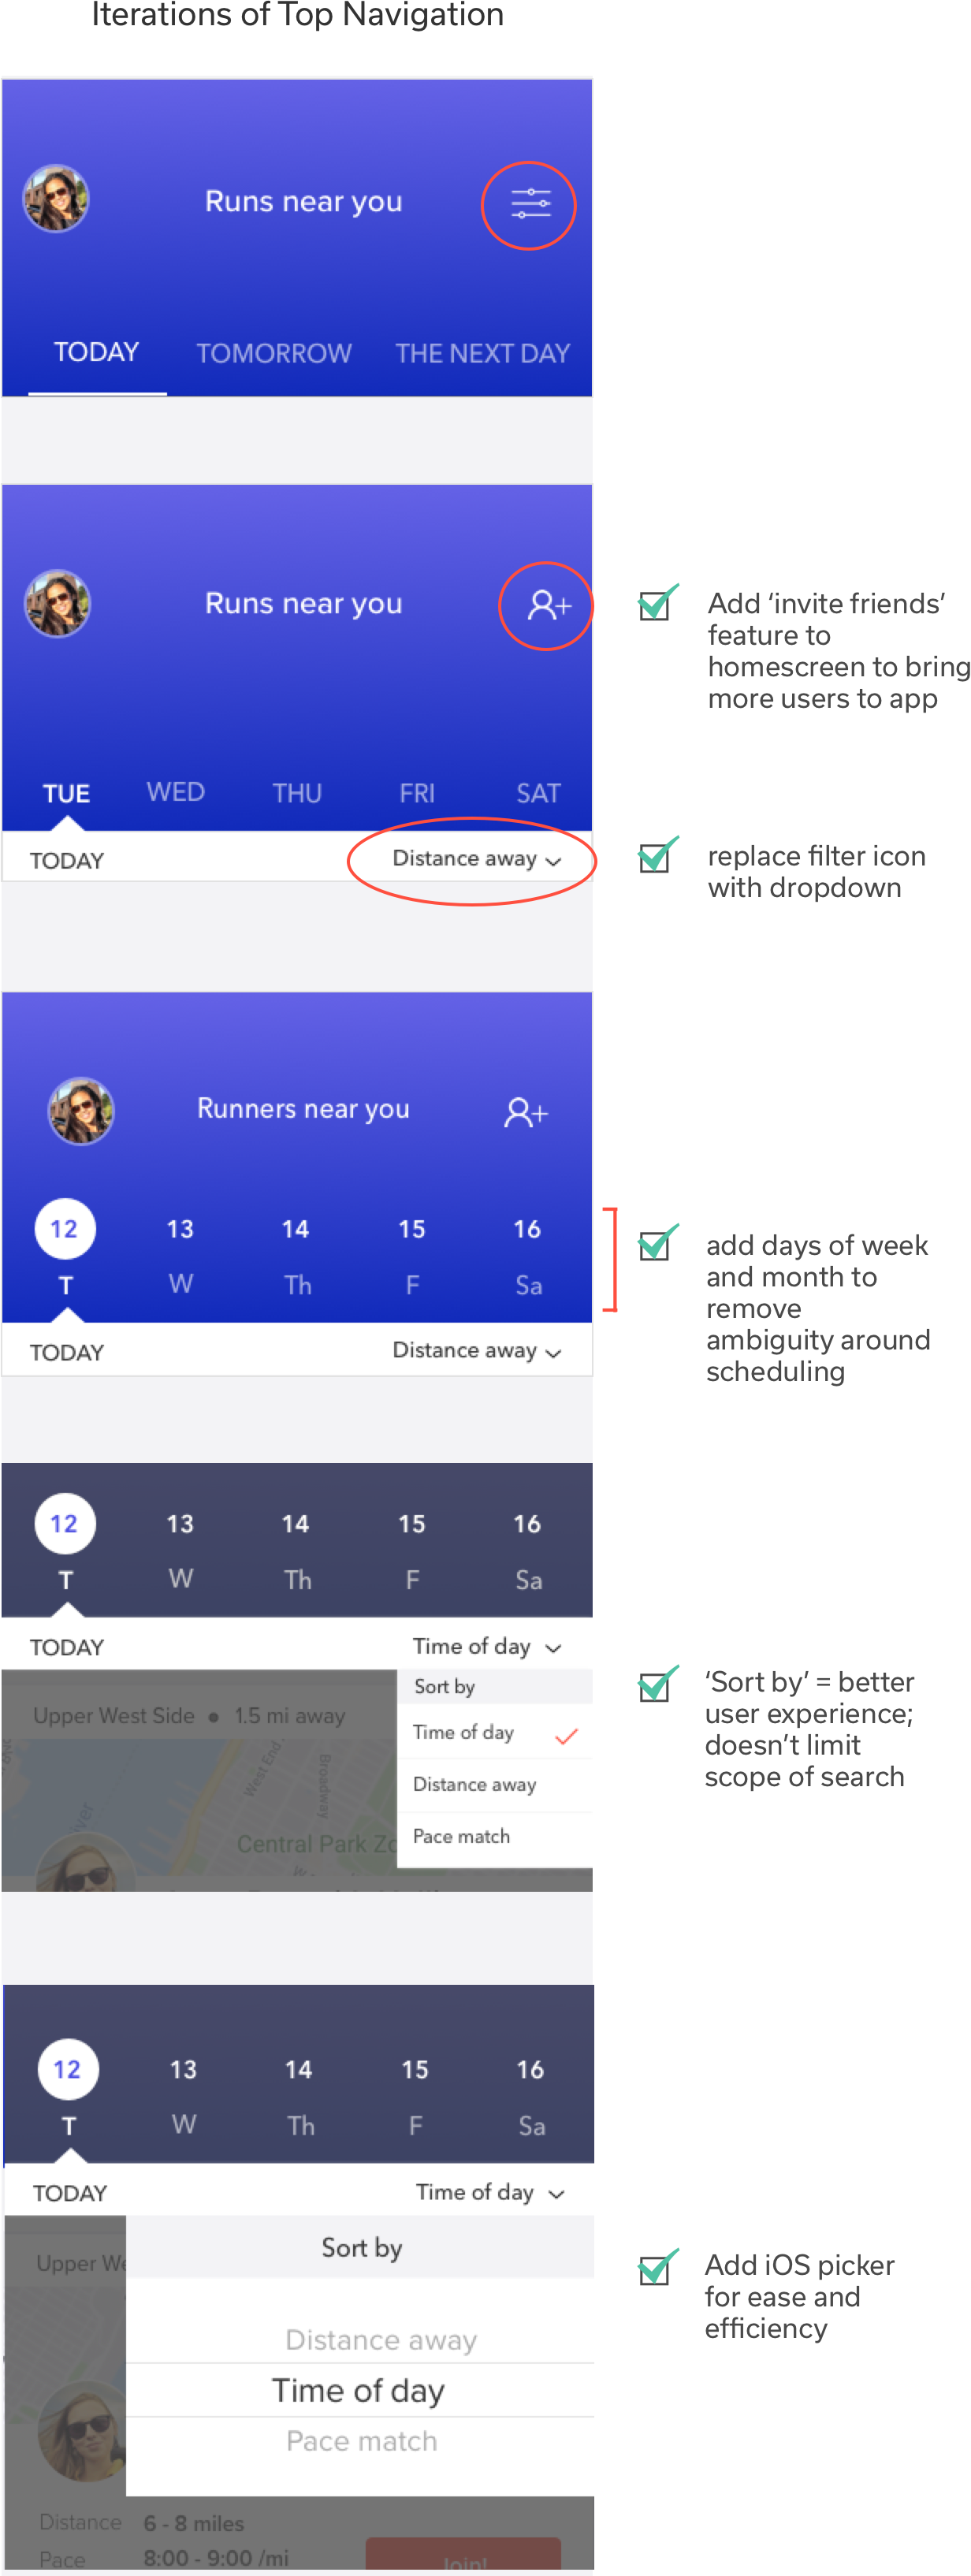 Iterations of Top Navigation
Runs near you
TODAY TOMORROW THE NEXT DAY
Runs near you
Add ‘invite friends’
feature to
homescreen to bring
more users to app
TUE WED THU FRI SAT
TODAY Distance away
replace filter icon
with dropdown
Runners near you
12 13 14 15 16
T W Th F Sa
add days of week
and month to
remove
ambiguity around
scheduling
TODAY Distance away
12 13 14 15 16
T W Th F Sa
TODAY Time of day
Sort by
Time of day
Distance away
Pace match
Upper West Side • 1.5 mi away
West End
Broadway
Central Park Zo
‘Sort by’ = better
user experience;
doesn’t limit
scope of search
12 13 14 15 16
T W Th F Sa
TODAY Time of day
Upper We
Sort by
Distance away
Time of day
Pace match
Add iOS picker
for ease and
efficiency
Distance 6 - 8 miles
Pace 8:00 - 9:00 /mi
Join!